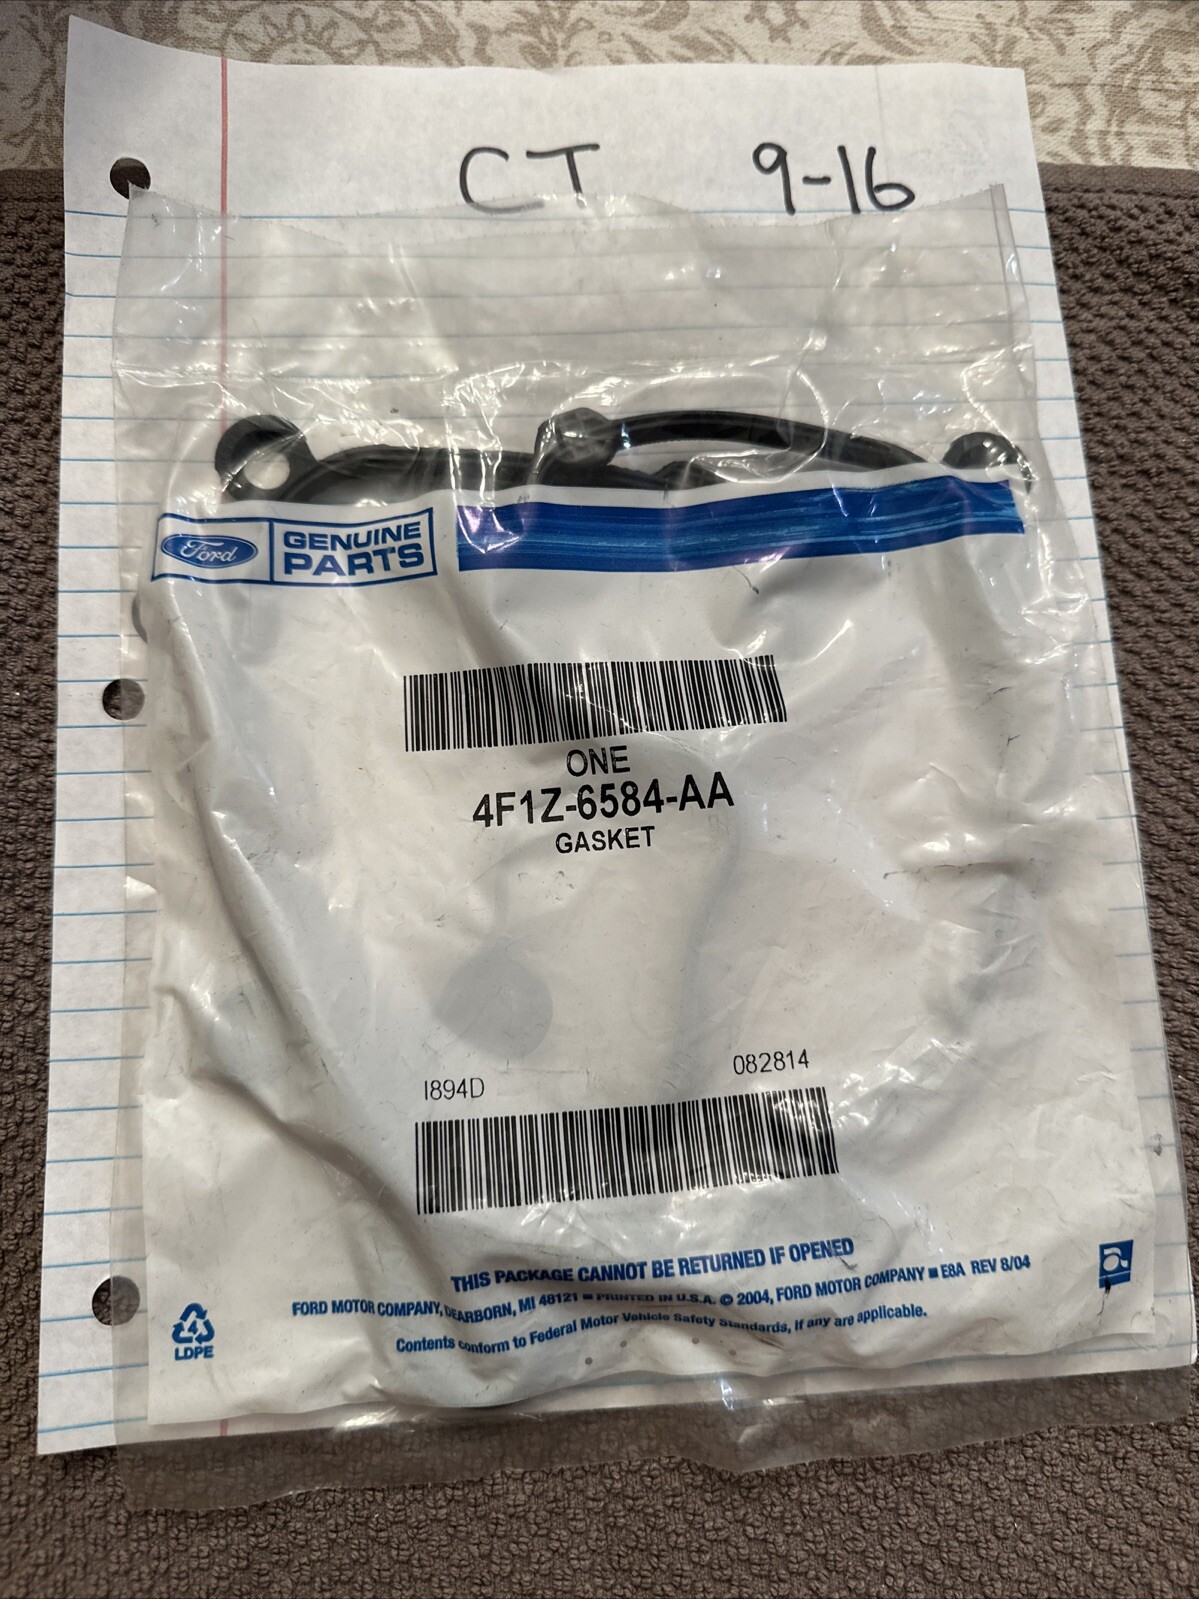 CT 9-16
Ford GENUINE PARTS
ONE
4F1Z-6584-AA
GASKET
I894D 082814
THIS PACKAGE CANNOT BE RETURNED IF OPENED
FORD MOTOR COMPANY, DEARBORN, MI 48121 ■ PRINTED IN U.S.A. © 2004, FORD MOTOR COMPANY ■ E8A REV 8/04
Contents conform to Federal Motor Vehicle Safety Standards, if any are applicable.
4
LDPE